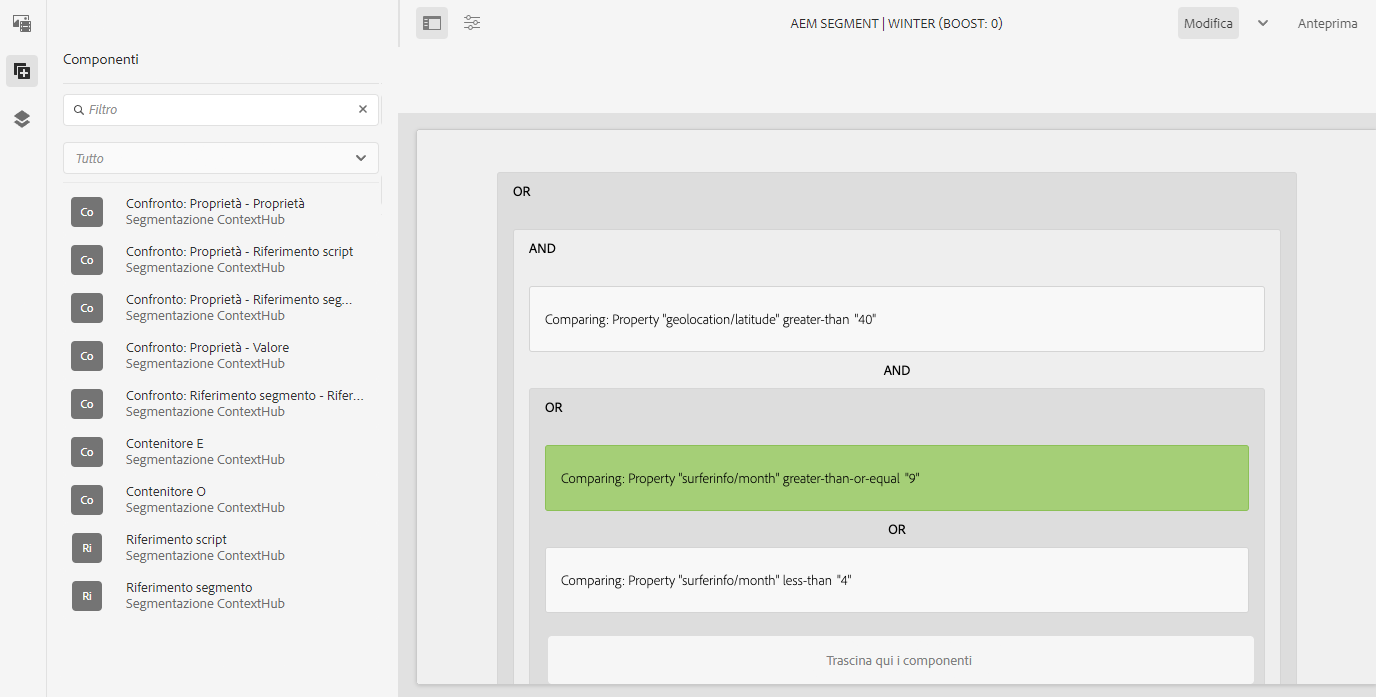 AEM SEGMENT | WINTER (BOOST: 0)
Modifica
Anteprima
Componenti
Filtro
Tutto
Co
Confronto: Proprietà - Proprietà
Segmentazione ContextHub
Co
Confronto: Proprietà - Riferimento script
Segmentazione ContextHub
Co
Confronto: Proprietà - Riferimento seg...
Segmentazione ContextHub
Co
Confronto: Proprietà - Valore
Segmentazione ContextHub
Co
Confronto: Riferimento segmento - Rifer...
Segmentazione ContextHub
Co
Contenitore E
Segmentazione ContextHub
Co
Contenitore O
Segmentazione ContextHub
Ri
Riferimento script
Segmentazione ContextHub
Ri
Riferimento segmento
Segmentazione ContextHub
OR
AND
Comparing: Property "geolocation/latitude" greater-than "40"
AND
OR
Comparing: Property "surferinfo/month" greater-than-or-equal "9"
OR
Comparing: Property "surferinfo/month" less-than "4"
Trascina qui i componenti